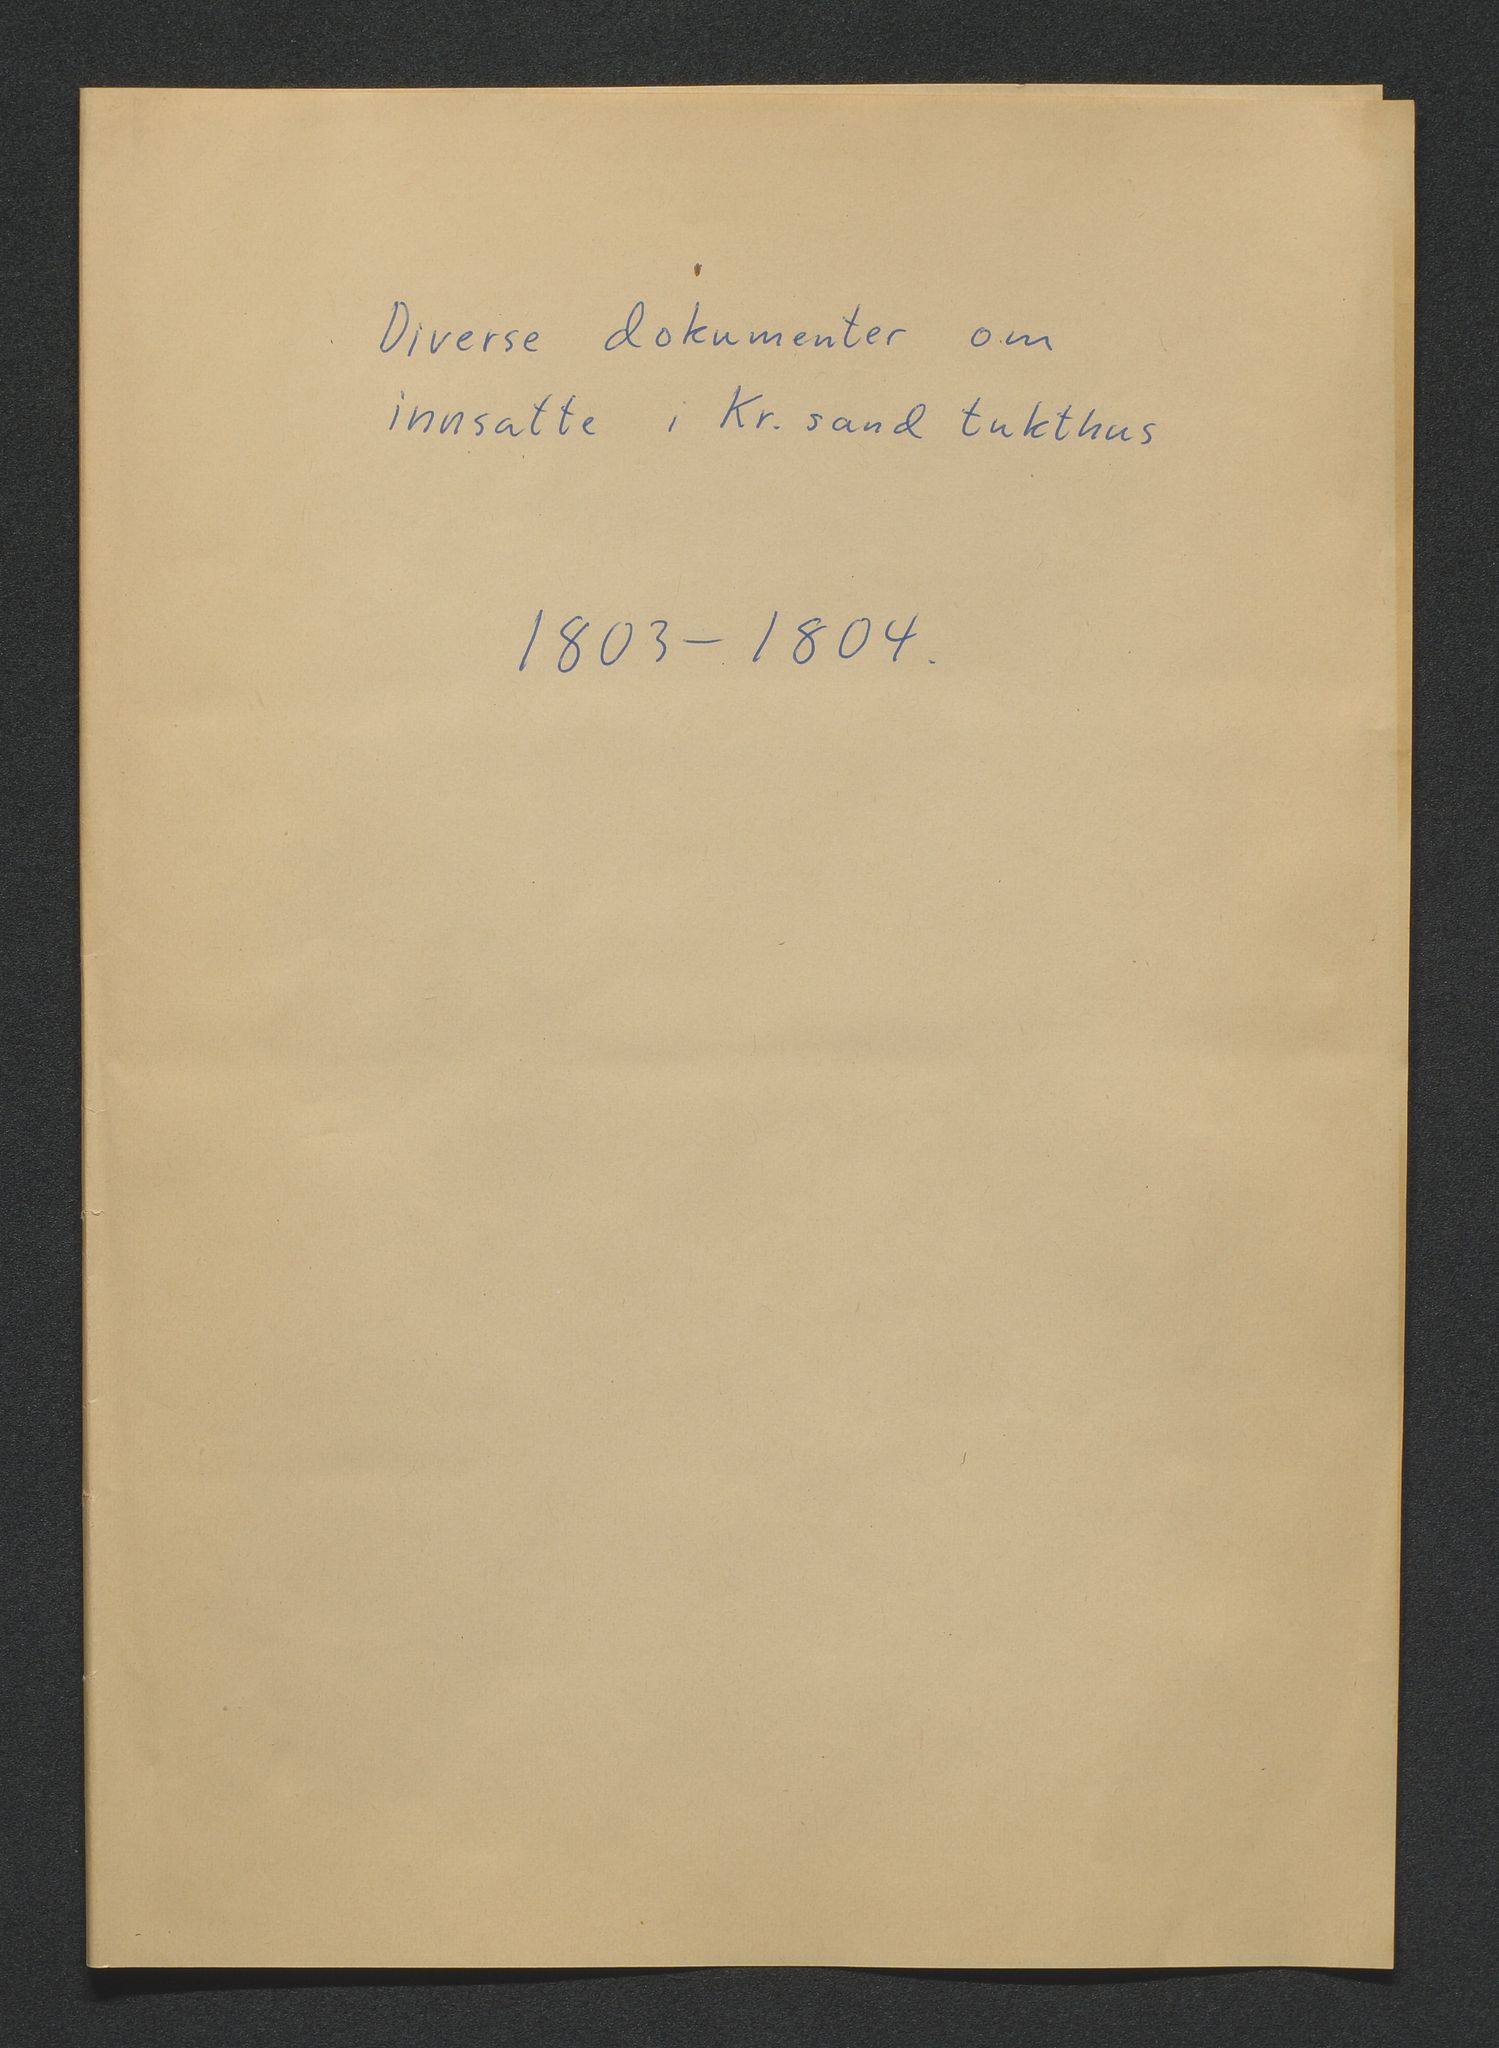 Diverse dokumenter om
innsatte i Kr. sand tukthus
1803-1804.